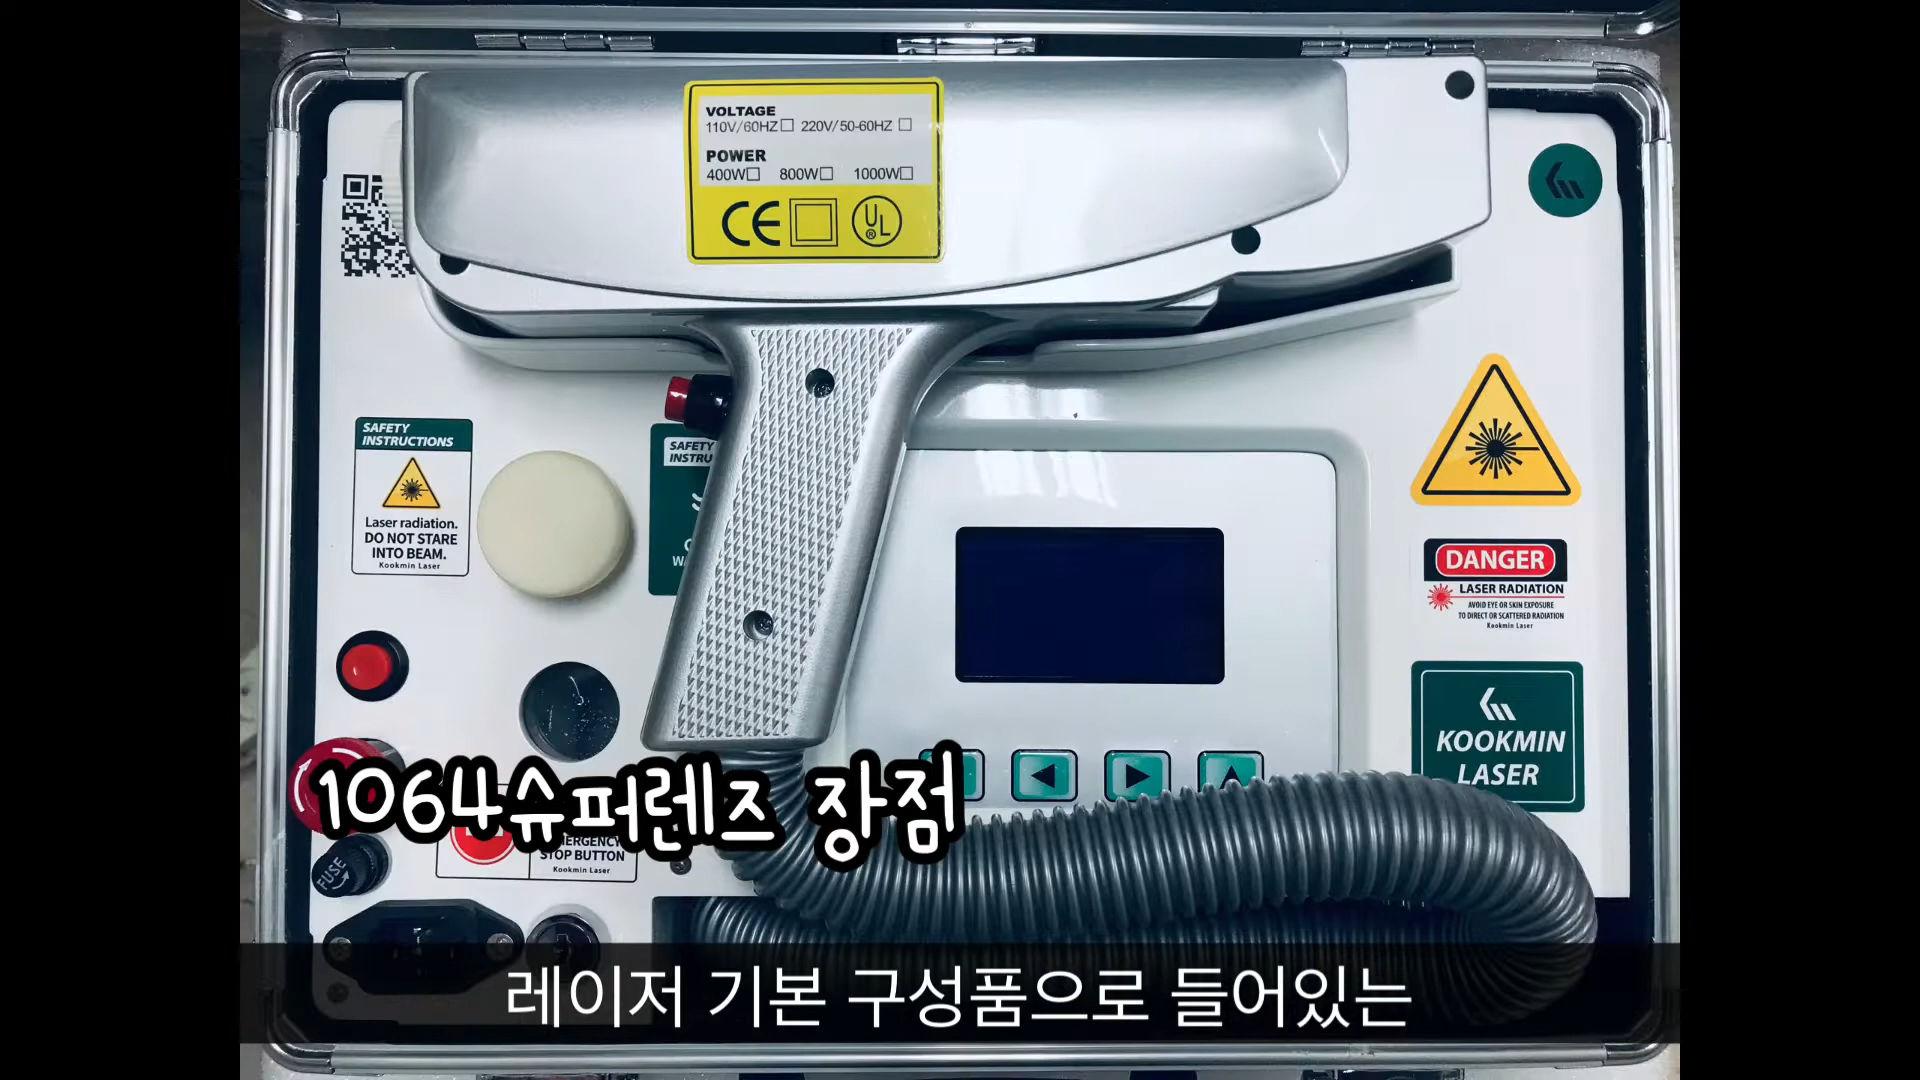 VOLTAGE
110V/60HZ□ 220V/50-60HZ □
POWER
400W□ 800W□ 1000W□
CE UL
SAFETY
INSTRUCTIONS
Laser radiation.
DO NOT STARE
INTO BEAM.
Kookmin Laser
SAFETY
DANGER
LASER RADIATION
AVOID EYE OR SKIN EXPOSURE
TO DIRECT OR SCATTERED RADIATION
Kookmin Laser
KOOKMIN
LASER
1064슈퍼렌즈 장점
STOP BUTTON
Kookmin Laser
FUSE
레이저 기본 구성품으로 들어있는